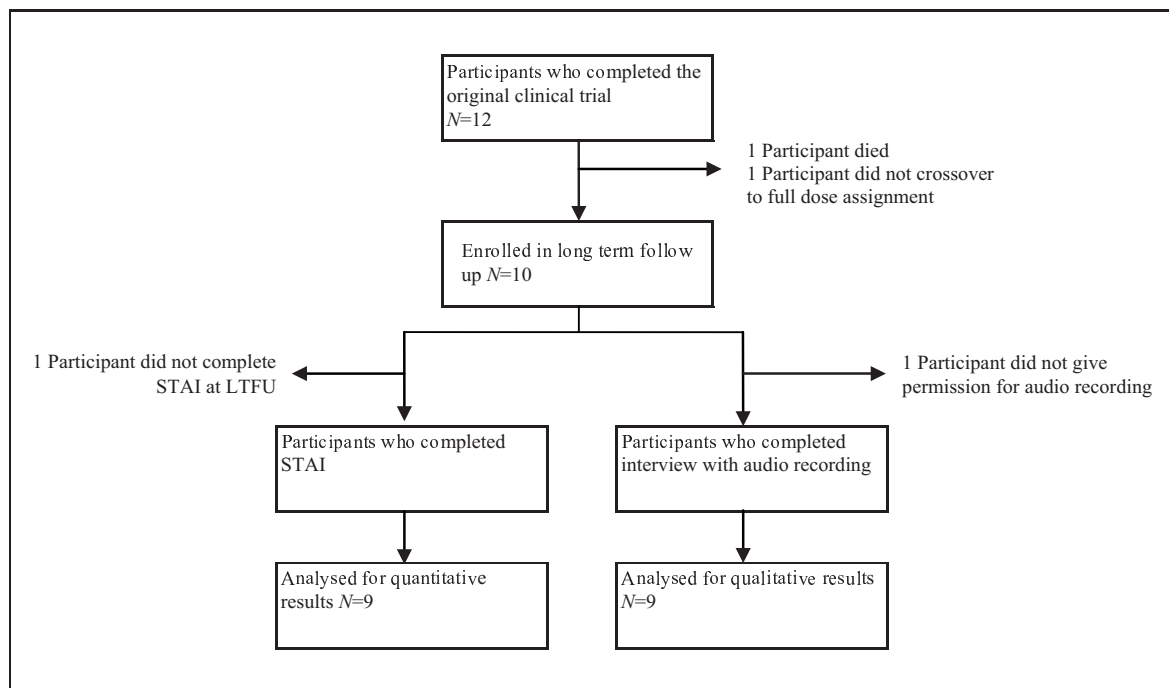 Participants who completed the
original clinical trial
N=12
1 Participant died
1 Participant did not crossover
to full dose assignment
Enrolled in long term follow
up N=10
1 Participant did not complete
STAI at LTFU
1 Participant did not give
permission for audio recording
Participants who completed
STAI
Participants who completed
interview with audio recording
Analysed for quantitative
results N=9
Analysed for qualitative results
N=9